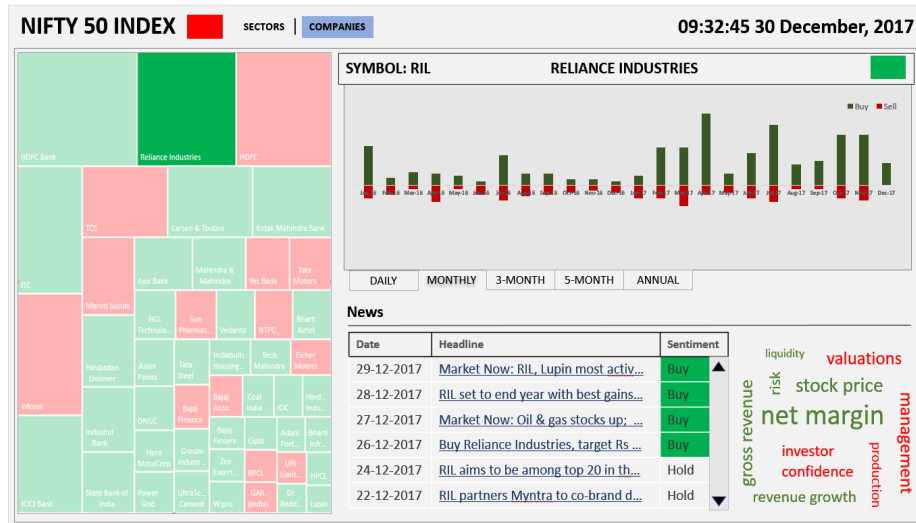 NIFTY 50 INDEX
SECTORS | COMPANIES
09:32:45 30 December, 2017
HDFC Bank
Reliance Industries
HDFC
ITC
TCS
Larsen & Toubro
Kotak Mahindra Bank
Maruti Suzuki
Axis Bank
Mahindra &
Mahindra
Yes Bank
Tata
Motors
Infosys
Hindustan
Unilever
HCL
Technolo...
Sun
Pharmac...
Vedanta
NTPC
Bharti
Airtel
Asian
Paints
Tata
Steel
Indiabulls
Housing...
Tech
Mahindra
Eicher
Motors
ONGC
Bajaj
Finance
Bajaj
Auto
Coal
India
IOC
Hind...
Indu...
ICICI Bank
IndusInd
Bank
Hero
MotoCorp
Grasim
Industr...
Bajaj
Finserv
Cipla
Adani
Port...
Bharti
Infr...
Zee
Entert...
BPCL
UPL
Limit...
HPCL
State Bank of
India
Power
Grid
UltraTe...
Cement
Wipro
GAIL
(India)
Dr.
Redd...
Lupin
SYMBOL: RIL
RELIANCE INDUSTRIES
Buy Sell
Mar-16 May-16 Aug-17 Sep-17 Dec-17
DAILY MONTHLY 3-MONTH 5-MONTH ANNUAL
News
Date Headline Sentiment
29-12-2017 Market Now: RIL, Lupin most activ... Buy
28-12-2017 RIL set to end year with best gains... Buy
27-12-2017 Market Now: Oil & gas stocks up; ... Buy
26-12-2017 Buy Reliance Industries, target Rs ... Buy
24-12-2017 RIL aims to be among top 20 in th... Hold
22-12-2017 RIL partners Myntra to co-brand d... Hold
liquidity
valuations
risk
stock price
gross revenue
net margin
management
investor
confidence
production
revenue growth